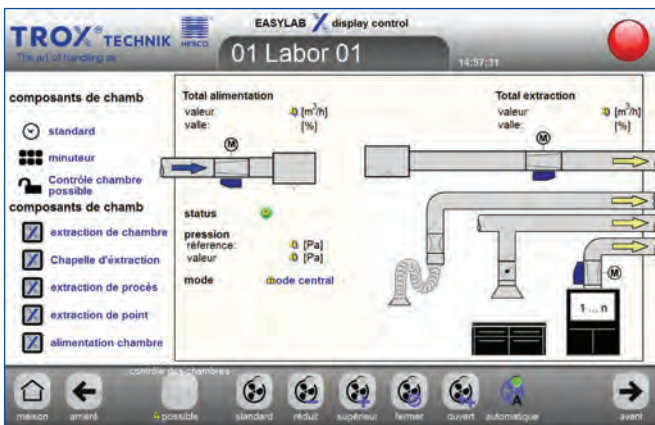 TROX® TECHNIK
The art of handling air
HESCO
EASYLAB X display control
01 Labor 01
14:57:31
composants de chamb
standard
minuteur
Contrôle chambre
possible
composants de chamb
extraction de chambre
Chapelle d'éxtraction
extraction de procès
extraction de point
alimentation chambre
Total alimentation
valeur 0 [m³/h]
valle: [%]
M
Total extraction
valeur 0 [m³/h]
valle: [%]
M
status
pression
réference: 0 [Pa]
valeur 0 [Pa]
mode mode central
M
1 ... n
contrôle des chambres
maison
arriéré
possible
standard
réduit
supérieur
fermer
ouvert
A
automatique
avant